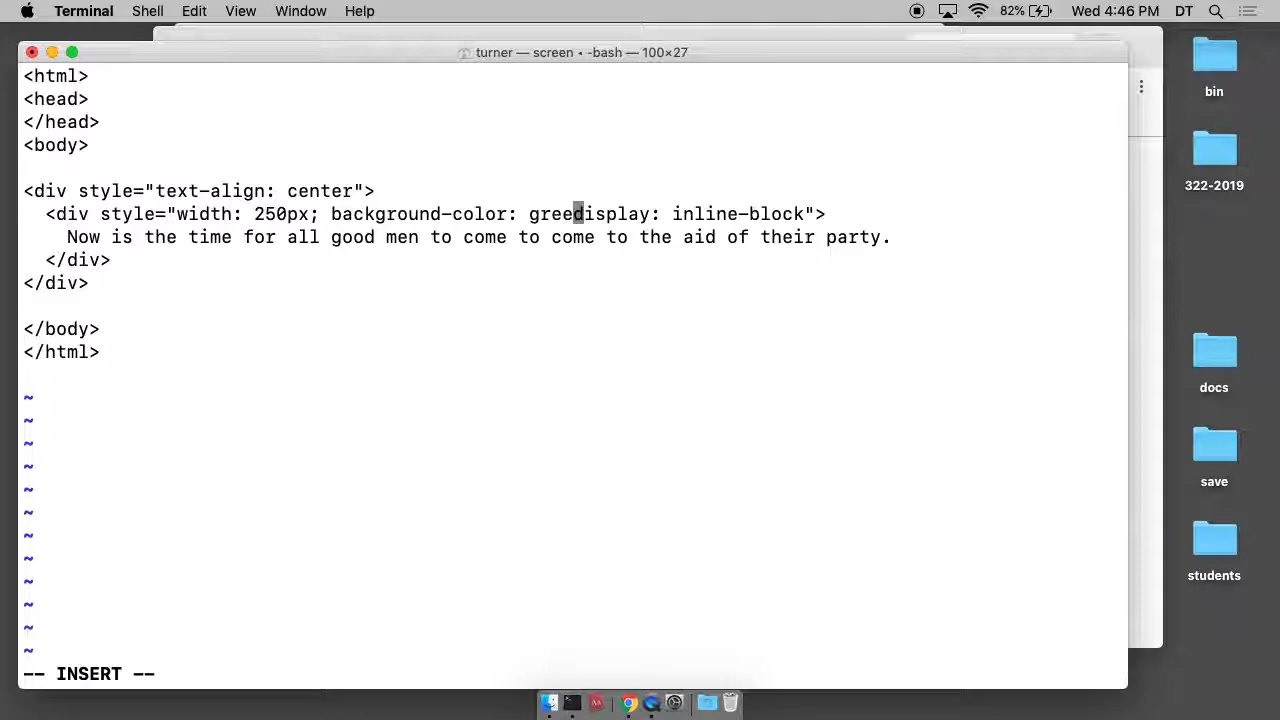 Terminal Shell Edit View Window Help 82% Wed 4:46 PM DT
turner — screen • -bash — 100×27
<html>
<head>
</head>
<body>
<div style="text-align: center">
<div style="width: 250px; background-color: greedisplay: inline-block">
Now is the time for all good men to come to come to the aid of their party.
</div>
</div>
</body>
</html>
~
~
~
~
~
~
~
~
~
~
~
~
-- INSERT --
bin
322-2019
docs
save
students